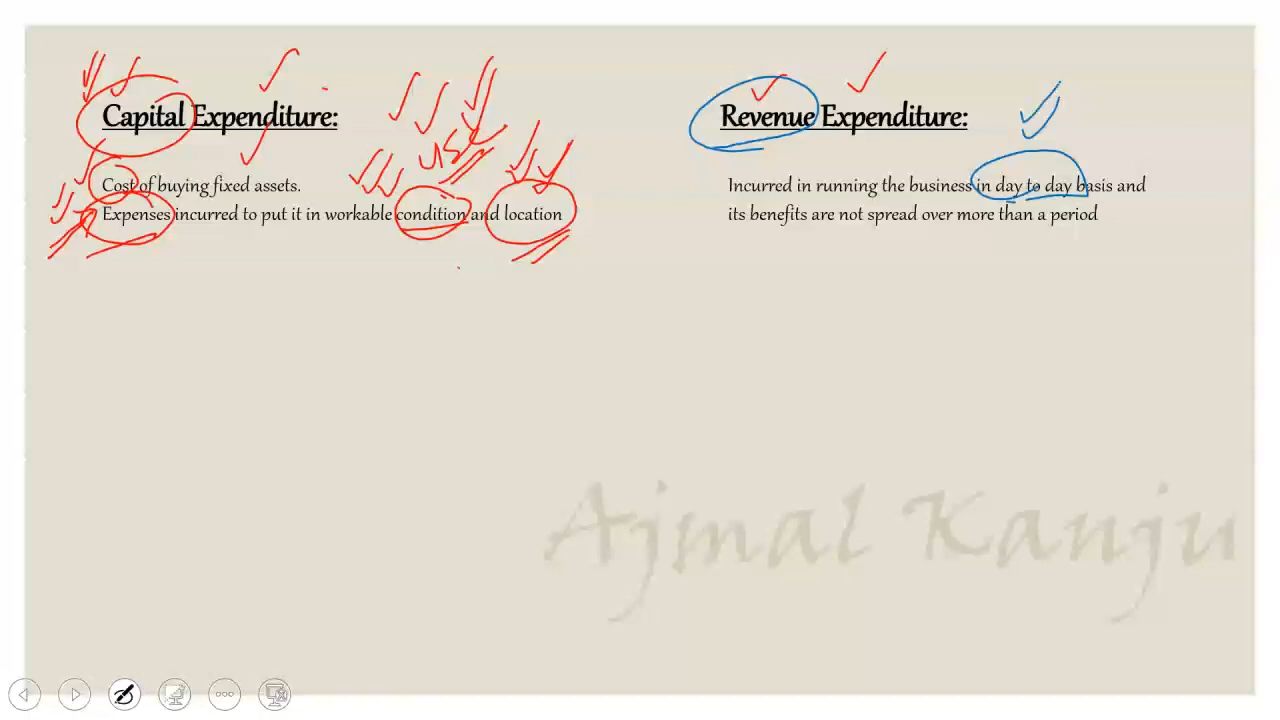 Capital Expenditure:
use
Cost of buying fixed assets.
Expenses incurred to put it in workable condition and location
Revenue Expenditure:
Incurred in running the business in day to day basis and
its benefits are not spread over more than a period
Ajmal Kanju